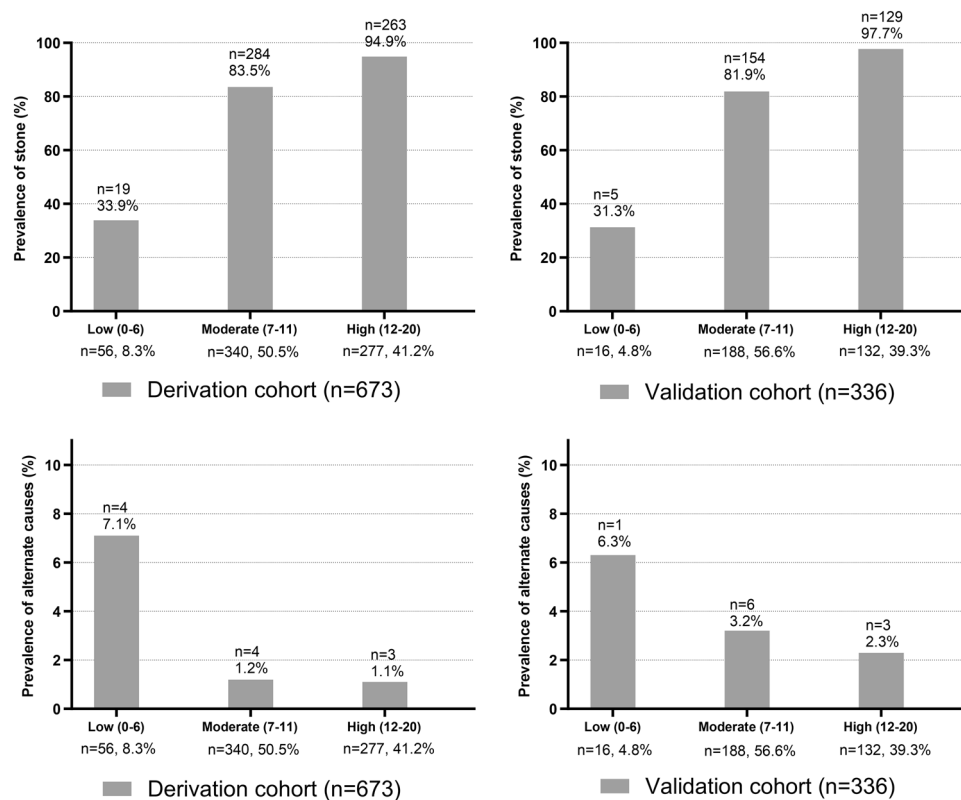 Prevalence of stone (%)
100
80
60
40
20
0
n=19
33.9%
n=284
83.5%
n=263
94.9%
Low (0-6)
Moderate (7-11)
High (12-20)
n=56, 8.3%
n=340, 50.5%
n=277, 41.2%
Derivation cohort (n=673)
Prevalence of stone (%)
100
80
60
40
20
0
n=5
31.3%
n=154
81.9%
n=129
97.7%
Low (0-6)
Moderate (7-11)
High (12-20)
n=16, 4.8%
n=188, 56.6%
n=132, 39.3%
Validation cohort (n=336)
Prevalence of alternate causes (%)
10
8
6
4
2
0
n=4
7.1%
n=4
1.2%
n=3
1.1%
Low (0-6)
Moderate (7-11)
High (12-20)
n=56, 8.3%
n=340, 50.5%
n=277, 41.2%
Derivation cohort (n=673)
Prevalence of alternate causes (%)
10
8
6
4
2
0
n=1
6.3%
n=6
3.2%
n=3
2.3%
Low (0-6)
Moderate (7-11)
High (12-20)
n=16, 4.8%
n=188, 56.6%
n=132, 39.3%
Validation cohort (n=336)